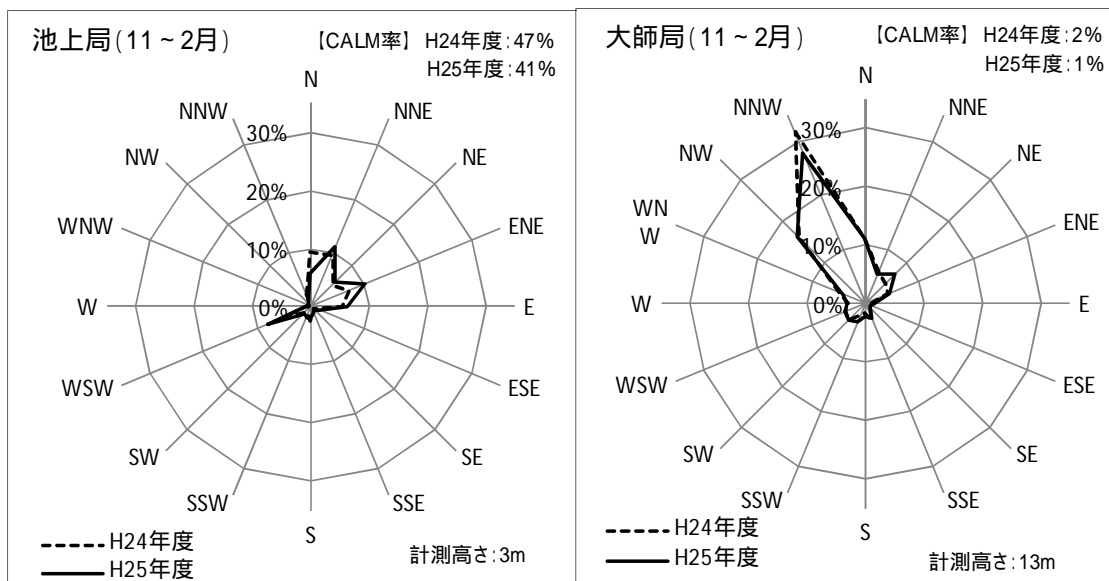 池上局(11~2月)
【CALM率】 H24年度:47%
H25年度:41%
N
NNE
NE
ENE
E
ESE
SE
SSE
S
SSW
SW
WSW
W
WNW
NW
NNW
30%
20%
10%
0%
H24年度
H25年度
計測高さ:3m
大師局(11~2月)
【CALM率】 H24年度:2%
H25年度:1%
N
NNE
NE
ENE
E
ESE
SE
SSE
S
SSW
SW
WSW
W
WN
W
NW
NNW
30%
20%
10%
0%
H24年度
H25年度
計測高さ:13m